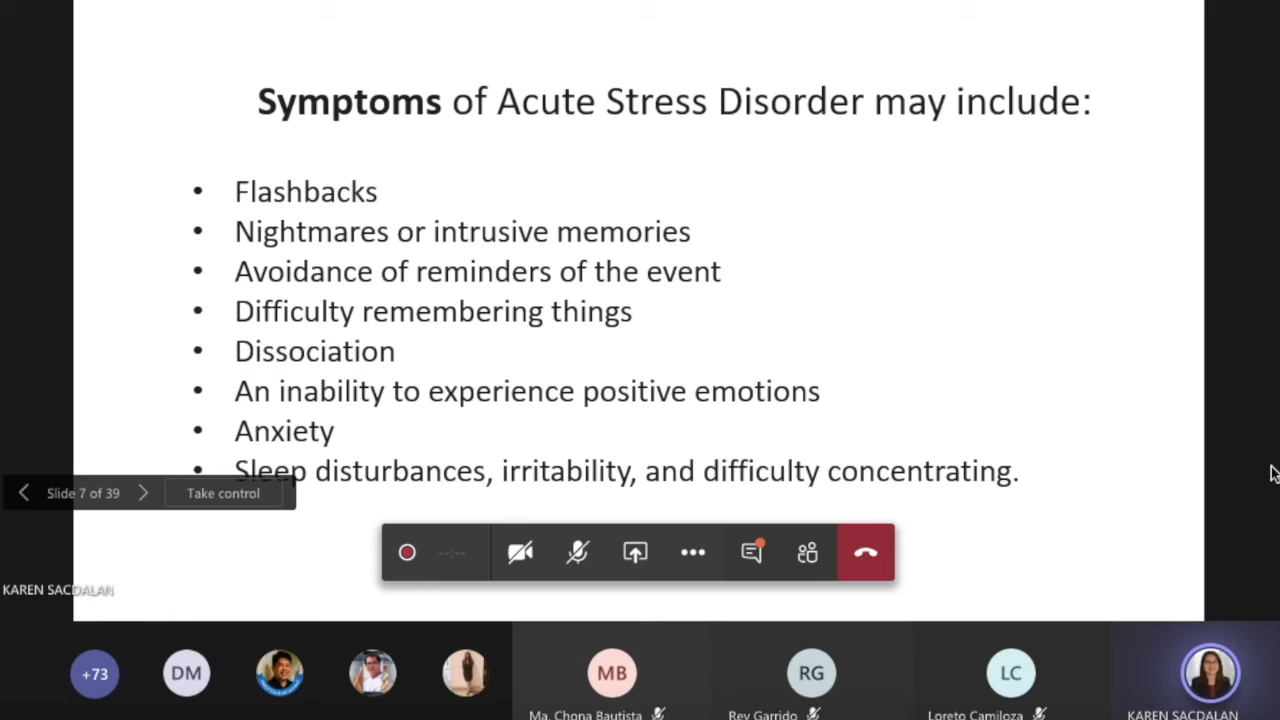 Symptoms of Acute Stress Disorder may include:
• Flashbacks
• Nightmares or intrusive memories
• Avoidance of reminders of the event
• Difficulty remembering things
• Dissociation
• An inability to experience positive emotions
• Anxiety
• Sleep disturbances, irritability, and difficulty concentrating.
Slide 7 of 39 Take control
--:--
KAREN SACDALAN
+73 DM MB RG LC
Ma. Chona Bautista Rey Garrido Loreto Camiloza KAREN SACDALAN